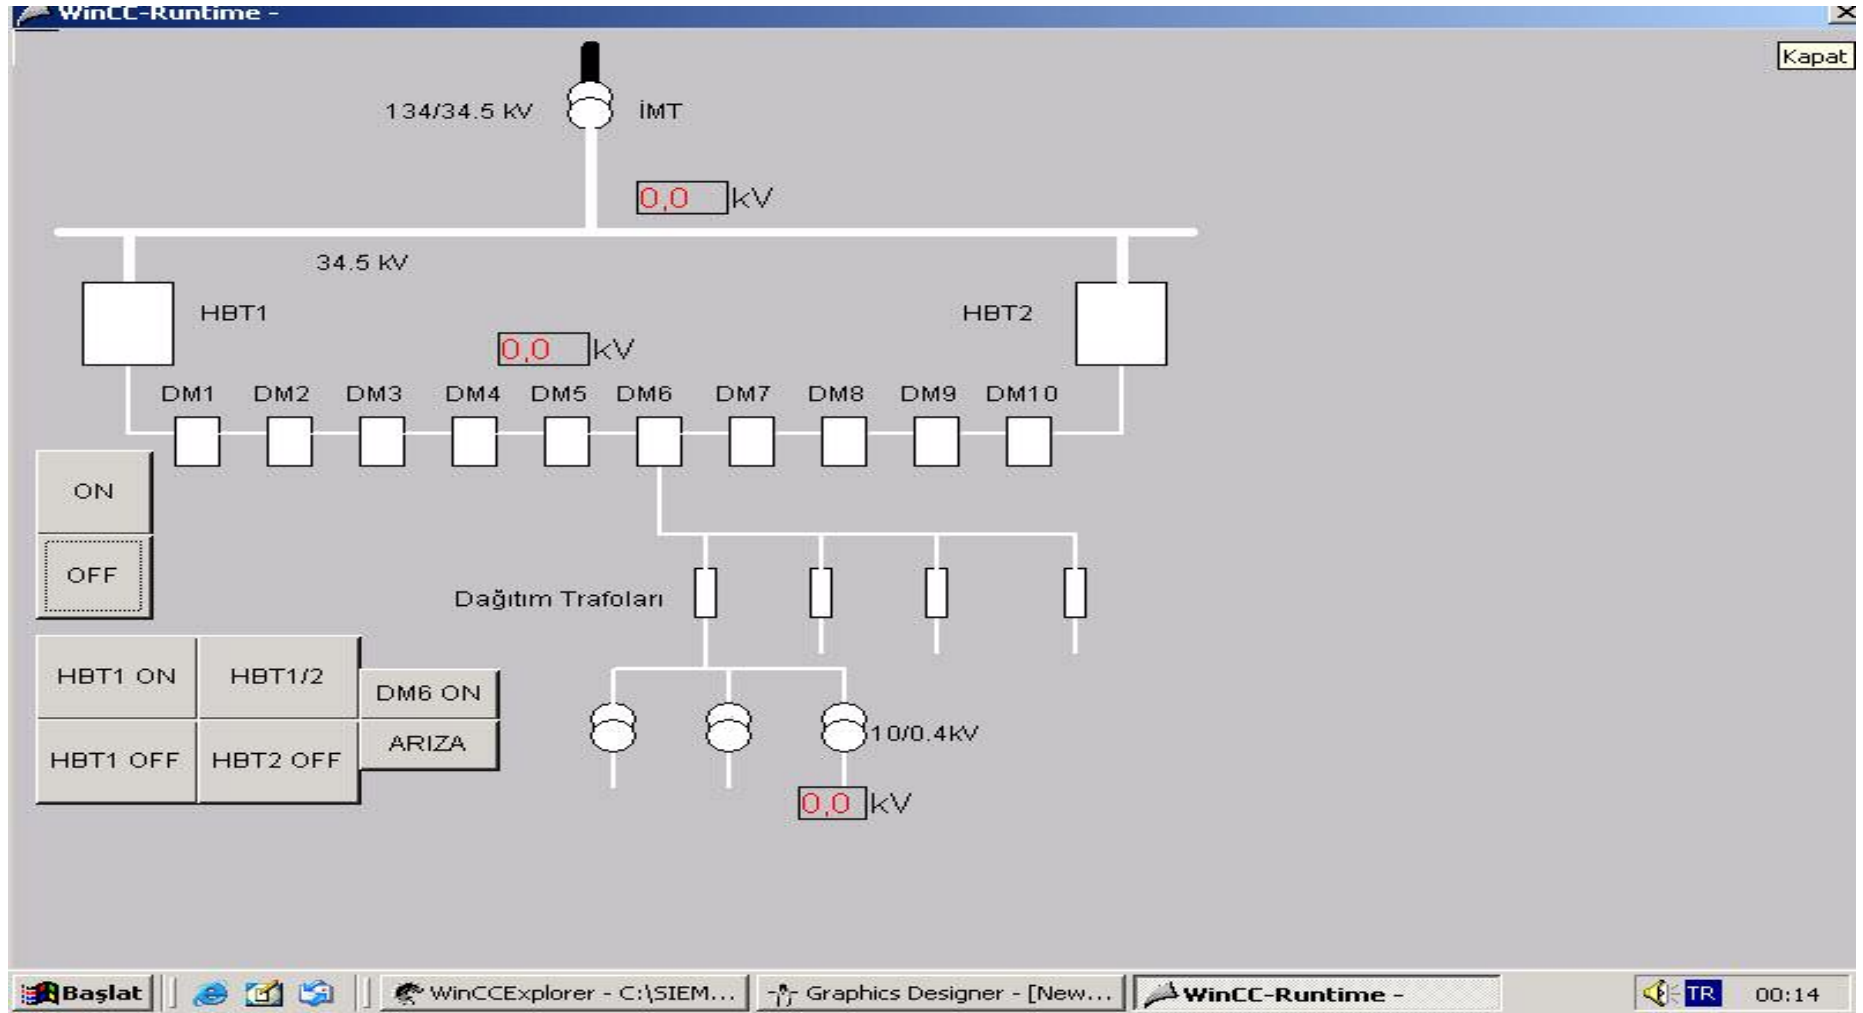 WinCC-Runtime -
Kapat
134/34.5 kV
İMT
0,0 kV
34.5 kV
HBT1
HBT2
0,0 kV
DM1 DM2 DM3 DM4 DM5 DM6 DM7 DM8 DM9 DM10
ON
OFF
Dağıtım Trafoları
HBT1 ON
HBT1/2
DM6 ON
HBT1 OFF
HBT2 OFF
ARIZA
10/0.4kV
0,0 kV
Başlat
WinCCExplorer - C:\SIEM...
Graphics Designer - [New...
WinCC-Runtime -
TR
00:14